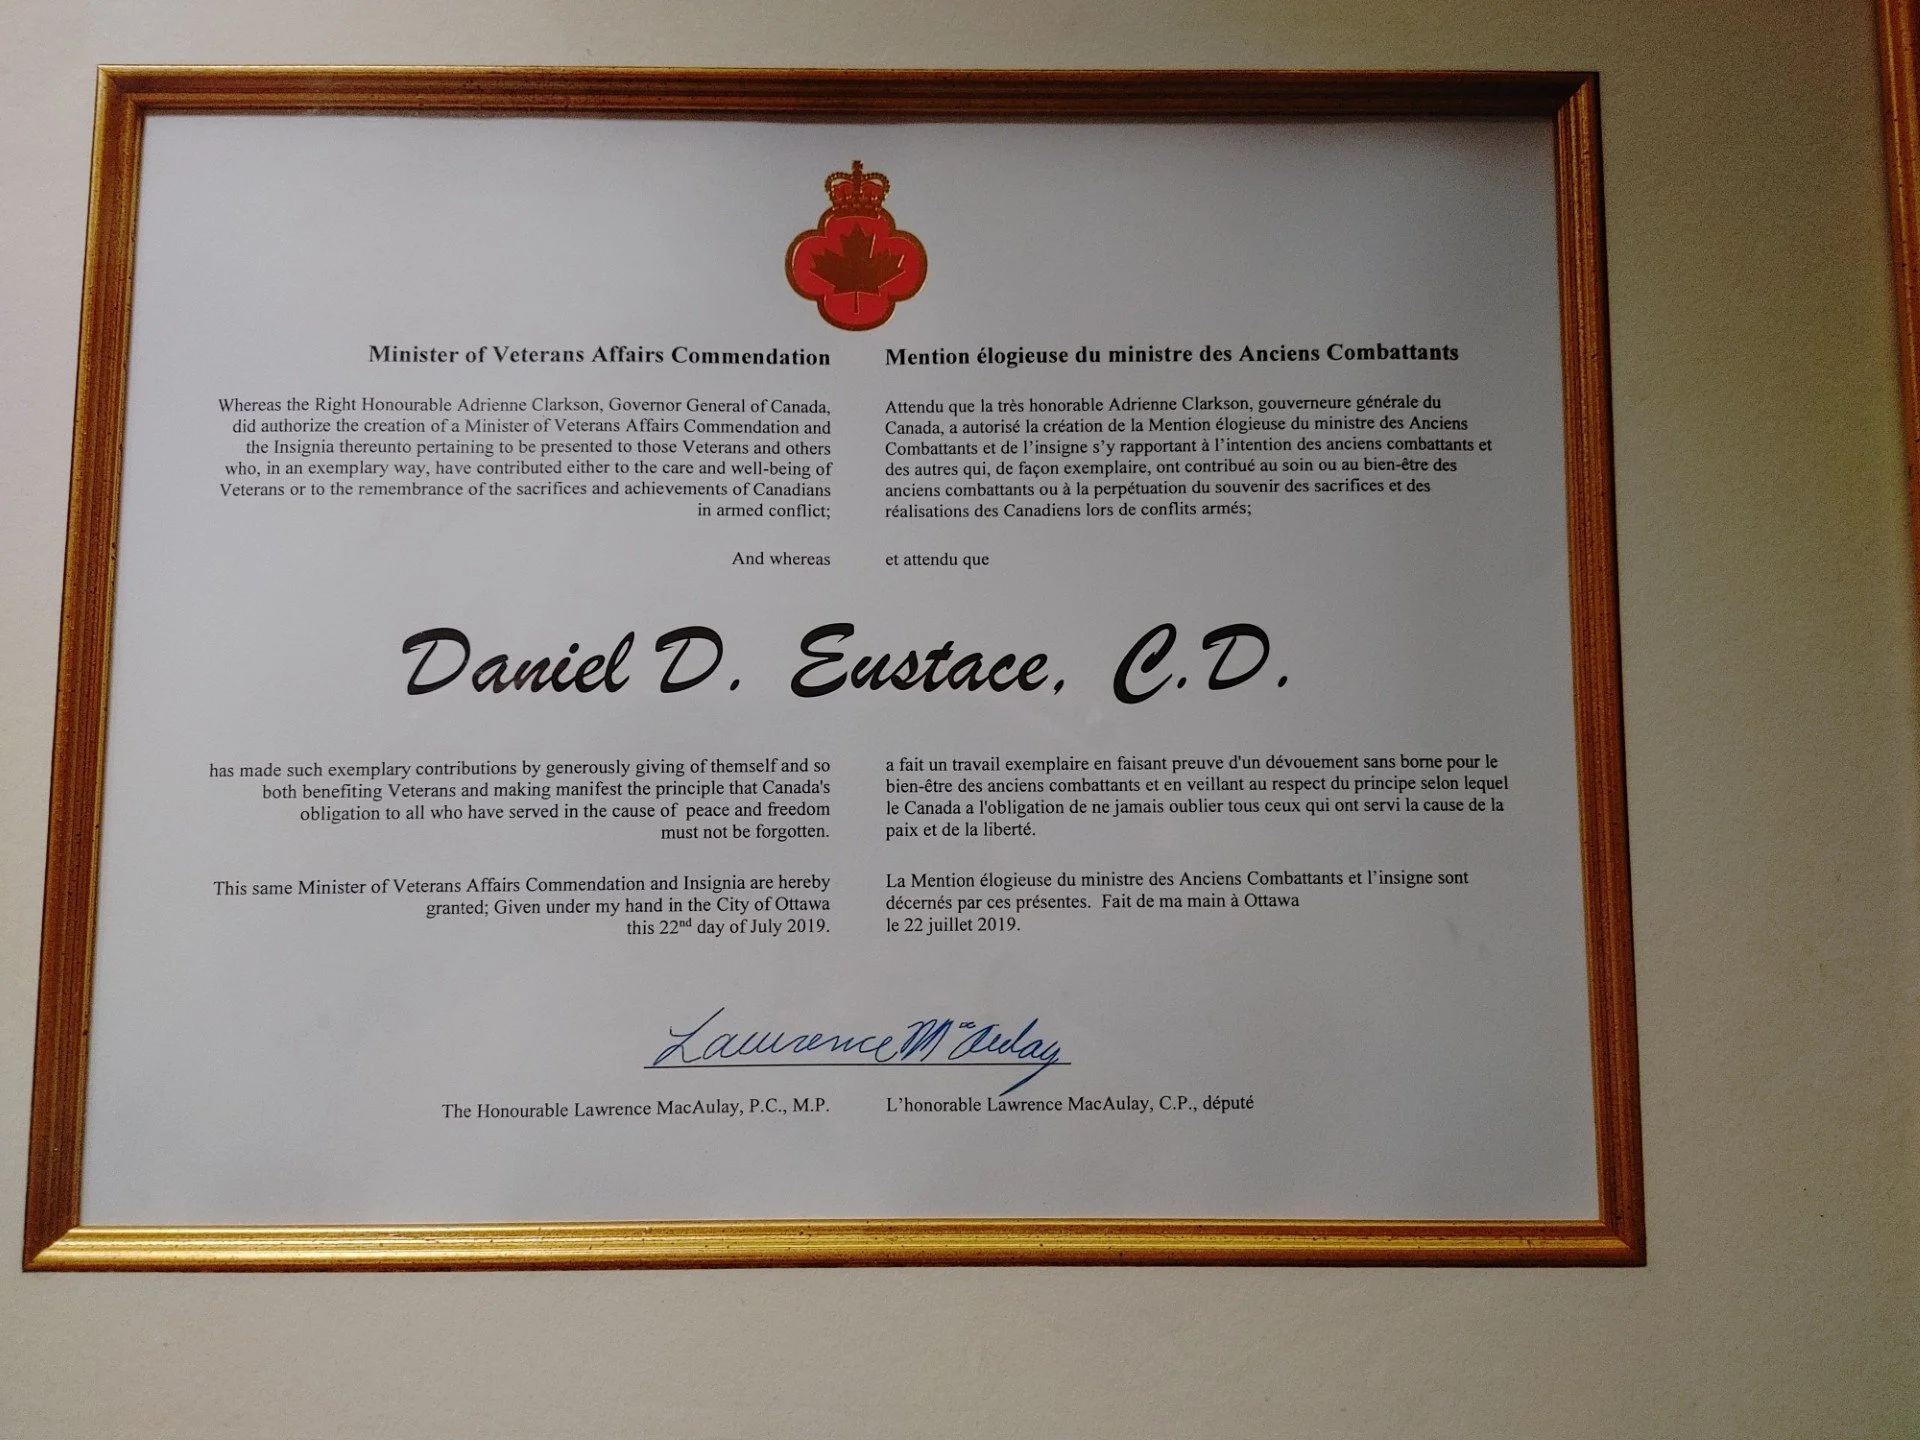 Minister of Veterans Affairs Commendation
Whereas the Right Honourable Adrienne Clarkson, Governor General of Canada,
did authorize the creation of a Minister of Veterans Affairs Commendation and
the Insignia thereunto pertaining to be presented to those Veterans and others
who, in an exemplary way, have contributed either to the care and well-being of
Veterans or to the remembrance of the sacrifices and achievements of Canadians
in armed conflict;
And whereas
Mention élogieuse du ministre des Anciens Combattants
Attendu que la très honorable Adrienne Clarkson, gouverneure générale du
Canada, a autorisé la création de la Mention élogieuse du ministre des Anciens
Combattants et de l'insigne s'y rapportant à l'intention des anciens combattants et
des autres qui, de façon exemplaire, ont contribué au soin ou au bien-être des
anciens combattants ou à la perpétuation du souvenir des sacrifices et des
réalisations des Canadiens lors de conflits armés;
et attendu que
Daniel D. Eustace, C.D.
has made such exemplary contributions by generously giving of themself and so
both benefiting Veterans and making manifest the principle that Canada's
obligation to all who have served in the cause of peace and freedom
must not be forgotten.
This same Minister of Veterans Affairs Commendation and Insignia are hereby
granted; Given under my hand in the City of Ottawa
this 22nd day of July 2019.
a fait un travail exemplaire en faisant preuve d'un dévouement sans borne pour le
bien-être des anciens combattants et en veillant au respect du principe selon lequel
le Canada a l'obligation de ne jamais oublier tous ceux qui ont servi la cause de la
paix et de la liberté.
La Mention élogieuse du ministre des Anciens Combattants et l'insigne sont
décernés par ces présentes. Fait de ma main à Ottawa
le 22 juillet 2019.
Lawrence MacAulay
The Honourable Lawrence MacAulay, P.C., M.P.
L'honorable Lawrence MacAulay, C.P., député